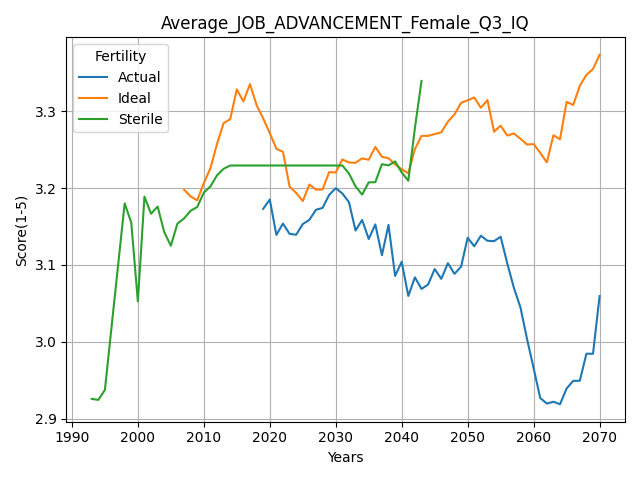 Average_JOB_ADVANCEMENT_Female_Q3_IQ
Fertility
Actual
Ideal
Sterile
Score(1-5)
3.3
3.2
3.1
3.0
2.9
1990 2000 2010 2020 2030 2040 2050 2060 2070
Years